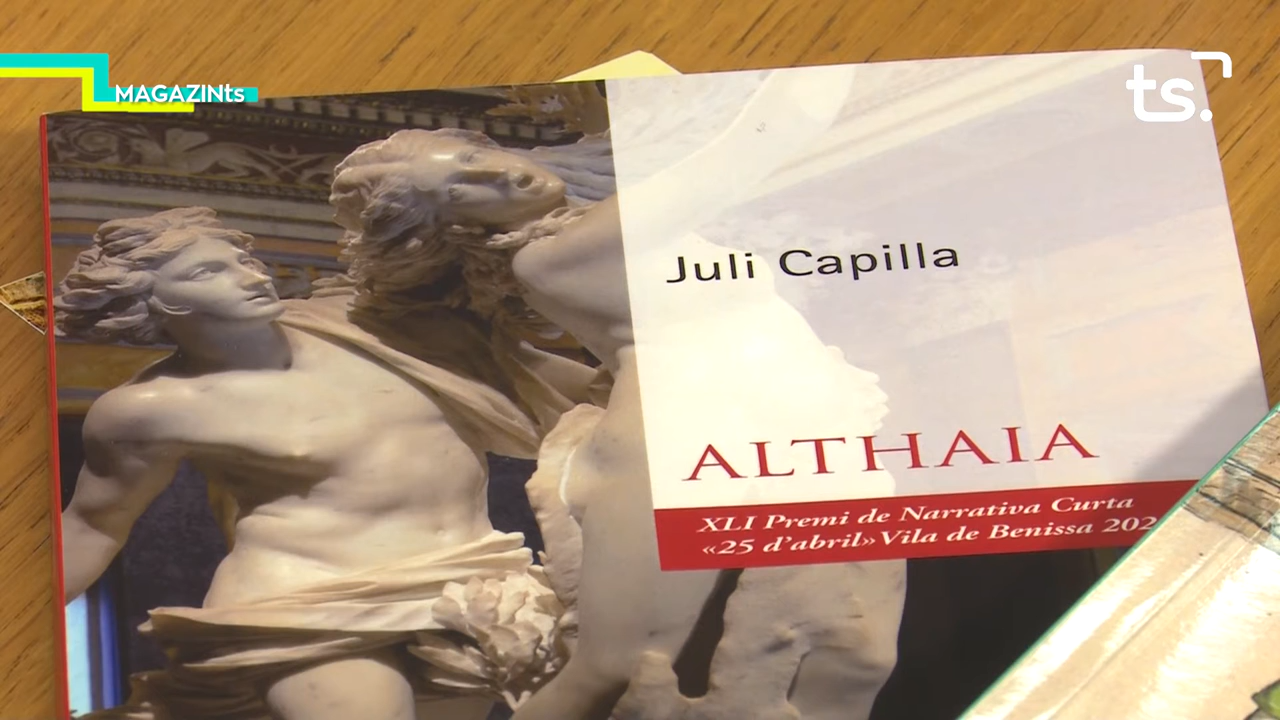 MAGAZINts
ts.
Juli Capilla
ALTHAIA
XLI Premi de Narrativa Curta
«25 d'abril» Vila de Benissa